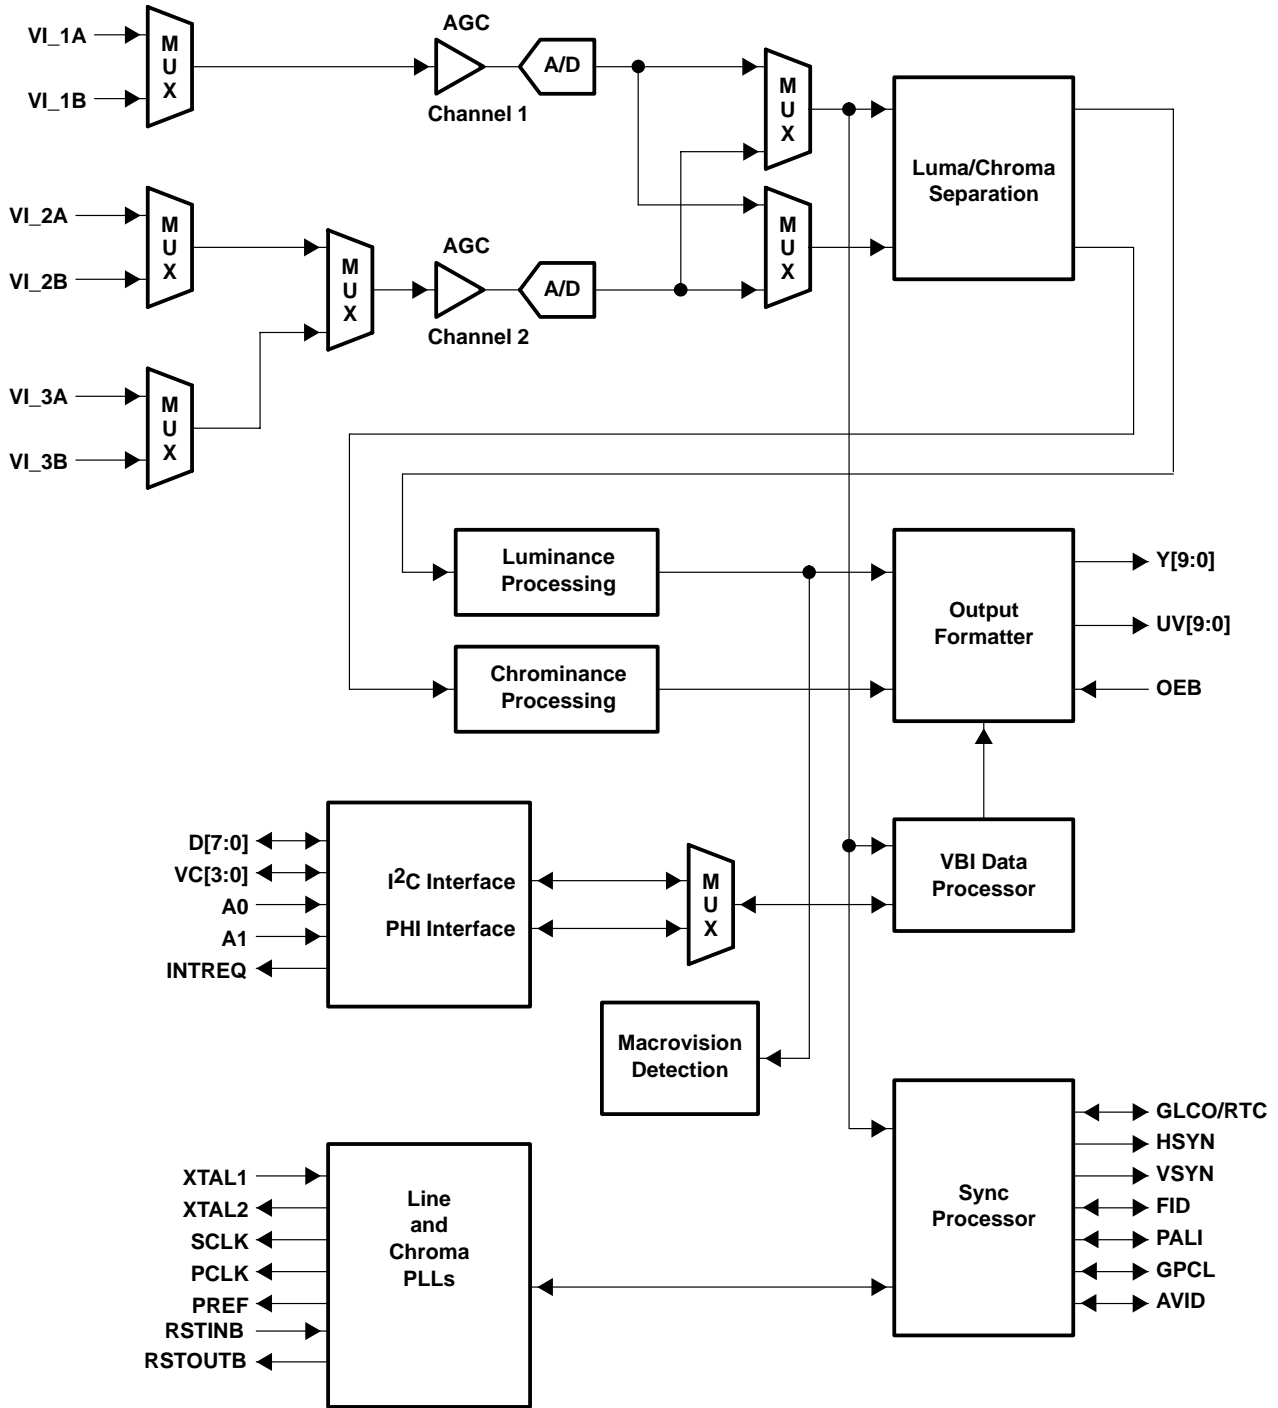 VI_1A
VI_1B
M
U
X
AGC
A/D
Channel 1
M
U
X
Luma/Chroma
Separation
VI_2A
VI_2B
M
U
X
M
U
X
AGC
A/D
Channel 2
M
U
X
VI_3A
VI_3B
M
U
X
Luminance
Processing
Chrominance
Processing
Output
Formatter
Y[9:0]
UV[9:0]
OEB
D[7:0]
VC[3:0]
A0
A1
INTREQ
I2C Interface
PHI Interface
M
U
X
VBI Data
Processor
Macrovision
Detection
XTAL1
XTAL2
SCLK
PCLK
PREF
RSTINB
RSTOUTB
Line
and
Chroma
PLLs
Sync
Processor
GLCO/RTC
HSYN
VSYN
FID
PALI
GPCL
AVID